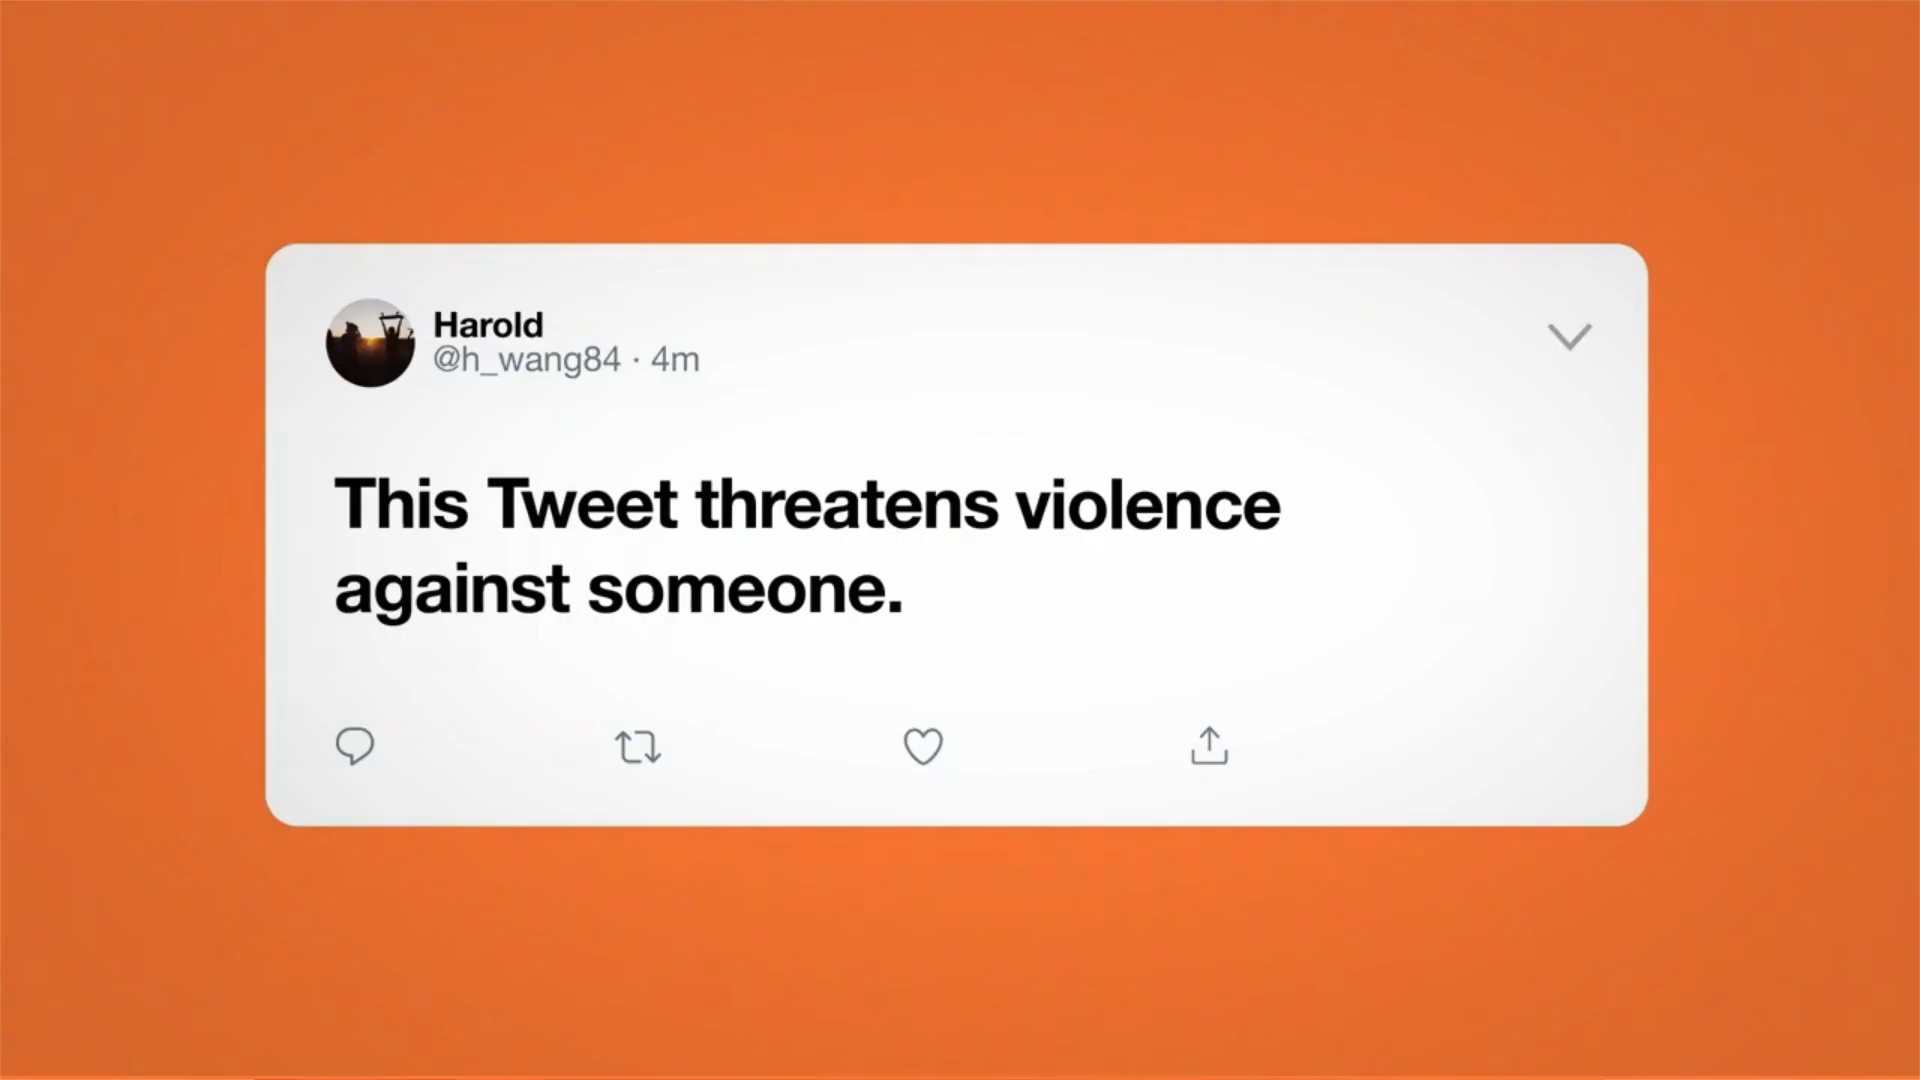 Harold
@h_wang84 · 4m
This Tweet threatens violence
against someone.